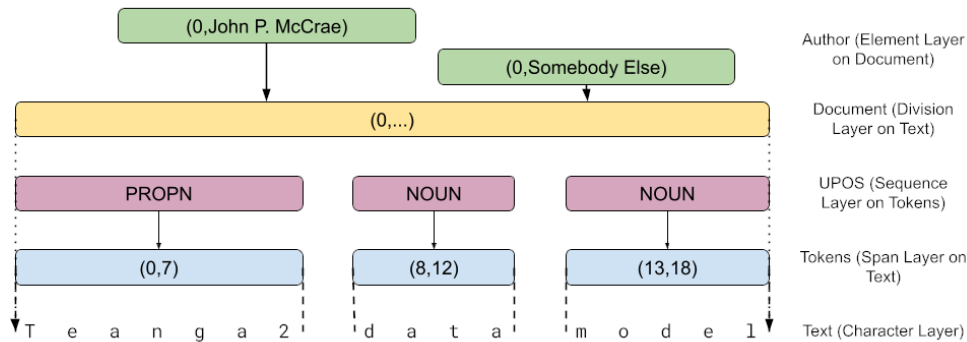 (0,John P. McCrae)
Author (Element Layer
on Document)
(0,Somebody Else)
(0,...)
Document (Division
Layer on Text)
PROPN NOUN NOUN
UPOS (Sequence
Layer on Tokens)
(0,7) (8,12) (13,18)
Tokens (Span Layer on
Text)
T e a n g a 2 d a t a m o d e l
Text (Character Layer)